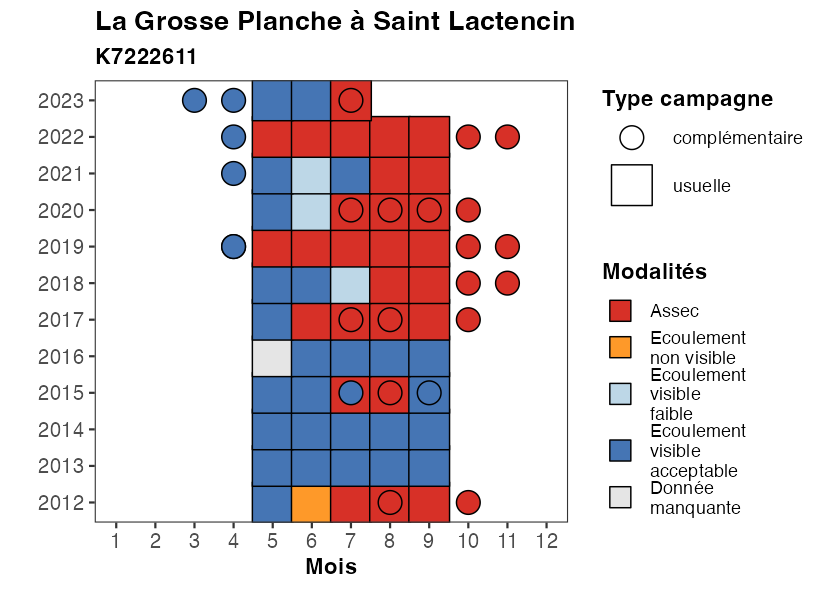 La Grosse Planche à Saint Lactencin
K7222611
2023
2022
2021
2020
2019
2018
2017
2016
2015
2014
2013
2012
1 2 3 4 5 6 7 8 9 10 11 12
Mois
Type campagne
complémentaire
usuelle
Modalités
Assec
Ecoulement
non visible
Ecoulement
visible
faible
Ecoulement
visible
acceptable
Donnée
manquante